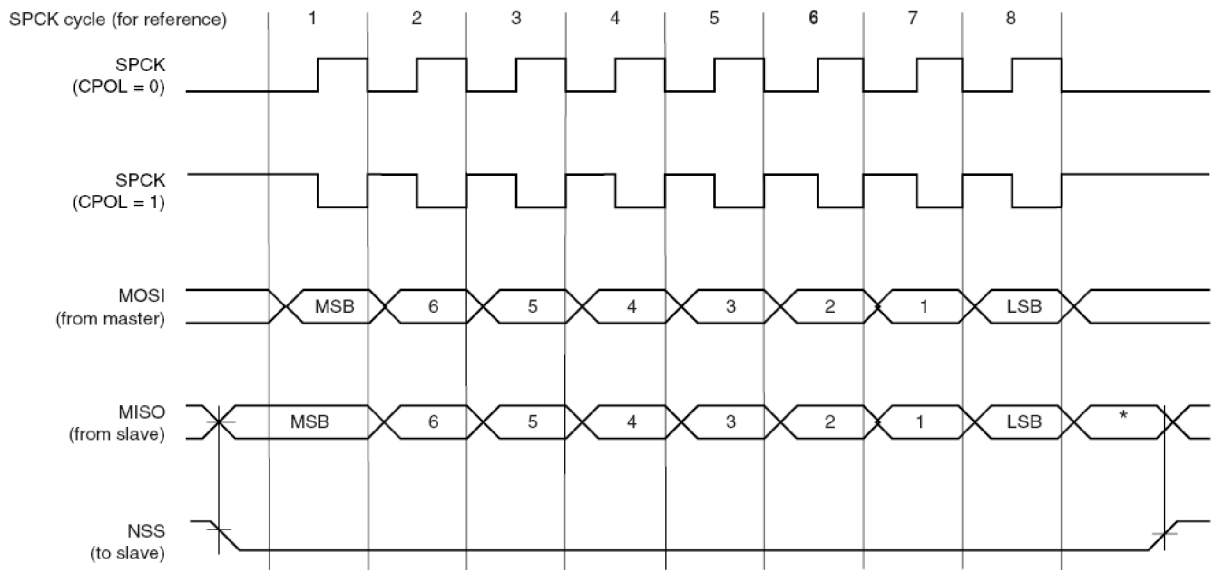 SPCK cycle (for reference) 1 2 3 4 5 6 7 8
SPCK
(CPOL = 0)
SPCK
(CPOL = 1)
MOSI
(from master)
MSB 6 5 4 3 2 1 LSB
MISO
(from slave)
MSB 6 5 4 3 2 1 LSB *
NSS
(to slave)